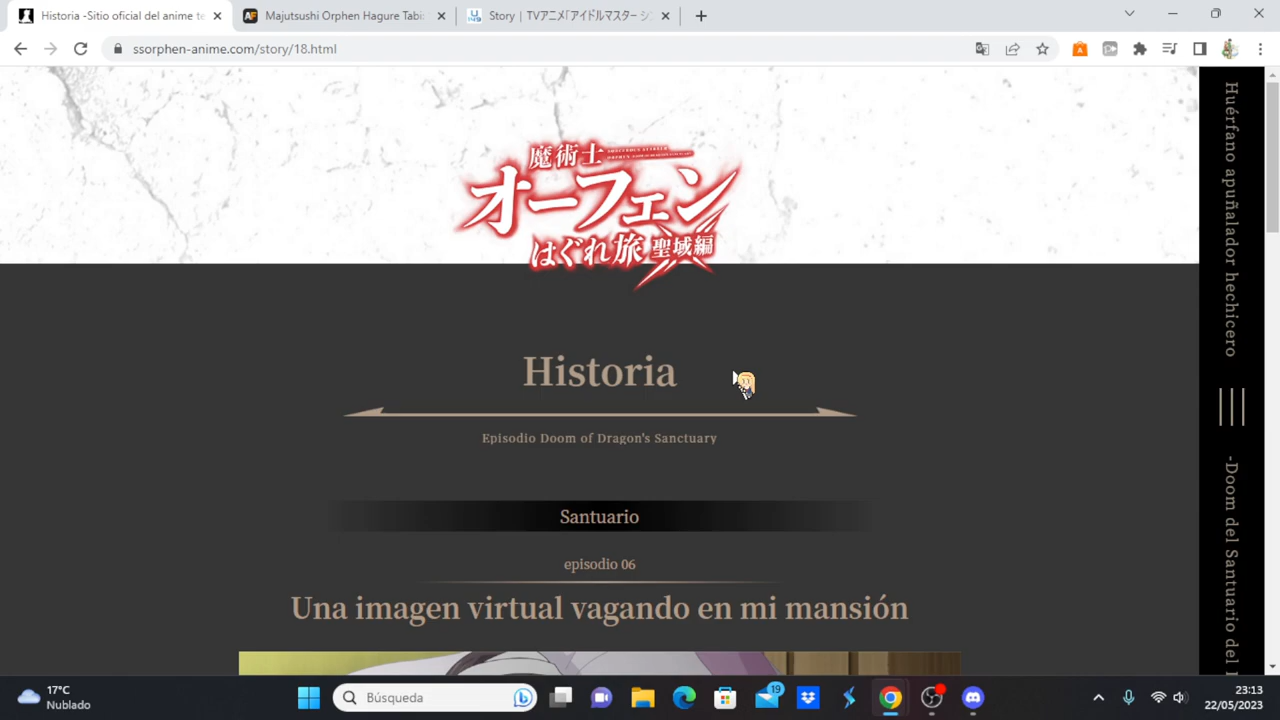 Historia -Sitio oficial del anime te
Majutsushi Orphen Hagure Tabi:
Story | TVアニメ「アイドルマスター シン
ssorphen-anime.com/story/18.html
魔術士
オーフェン
はぐれ旅 聖域編
Historia
Episodio Doom of Dragon's Sanctuary
Santuario
episodio 06
Una imagen virtual vagando en mi mansión
Huérfano apuñalador hechicero
-Doom del Santuario del
17°C
Nublado
Búsqueda
19
23:13
22/05/2023